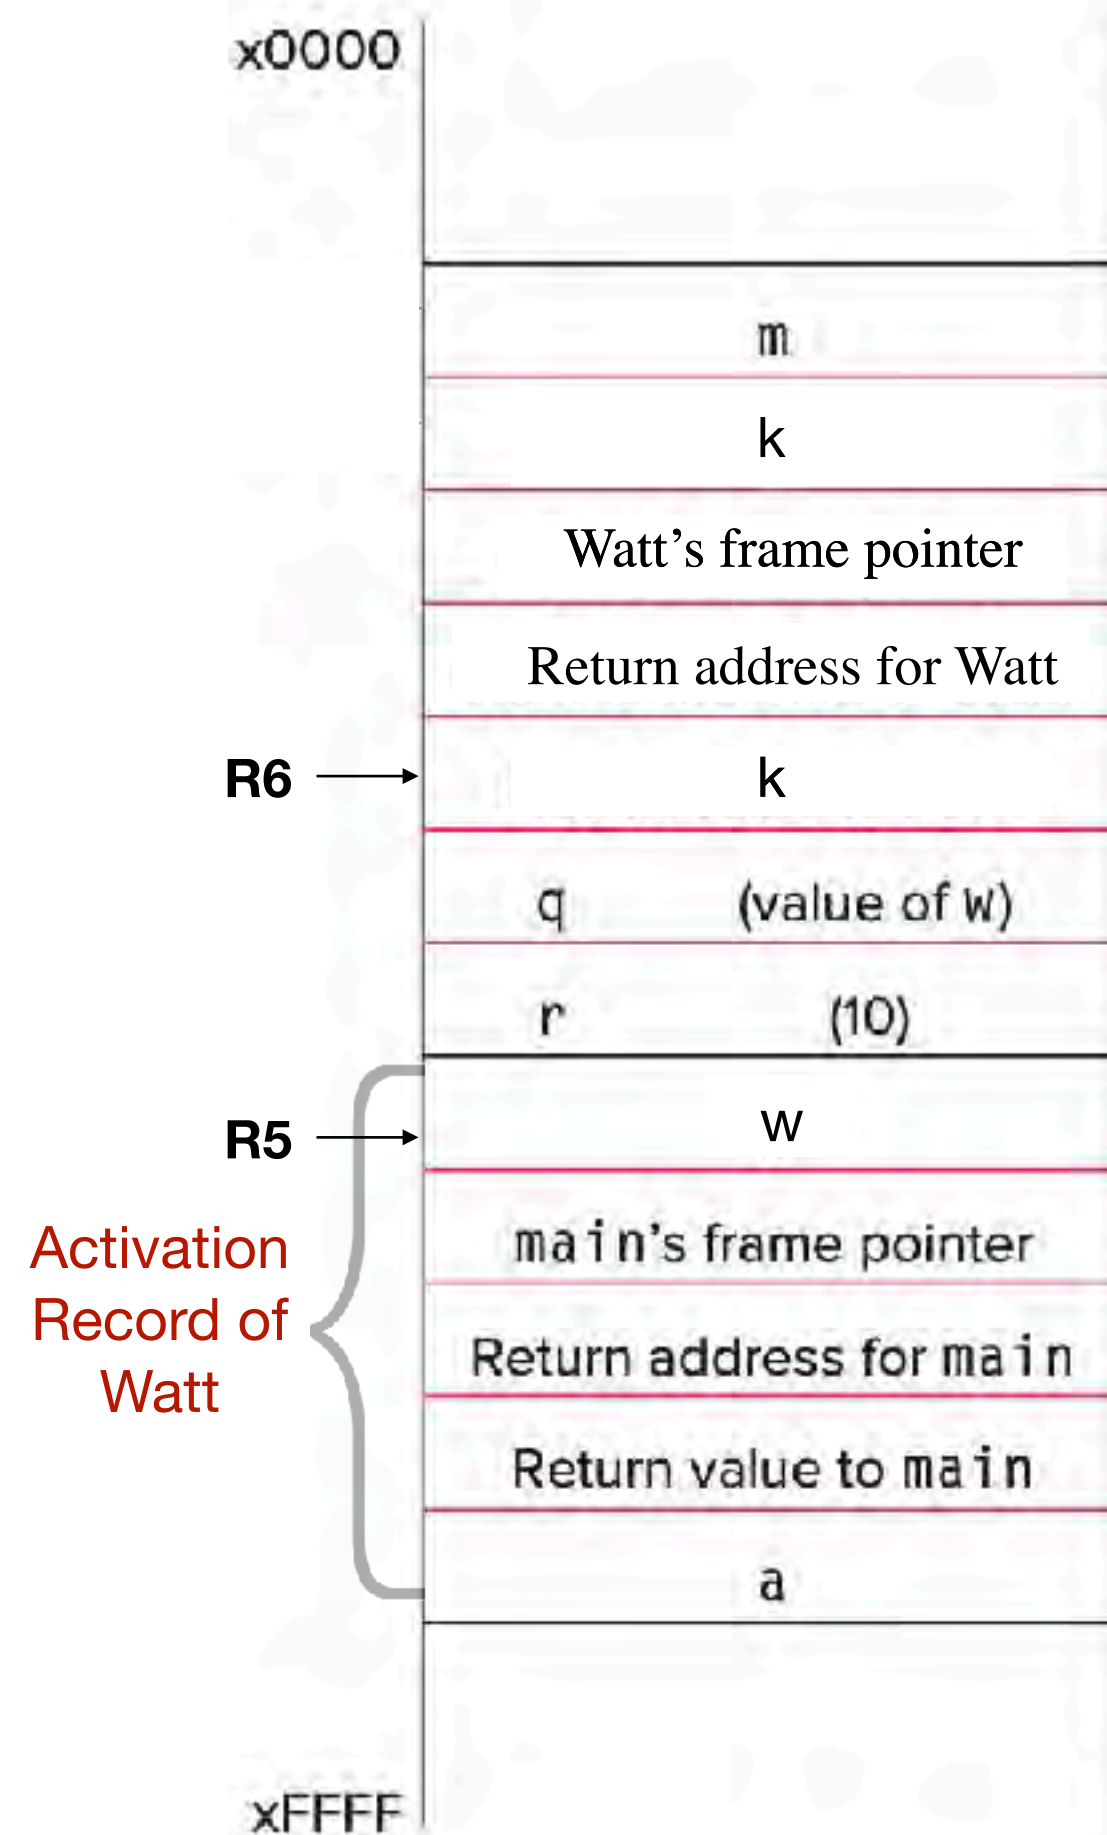 x0000
m
k
Watt's frame pointer
Return address for Watt
R6
k
q (value of w)
r (10)
R5
w
Activation
Record of
Watt
main's frame pointer
Return address for main
Return value to main
a
xFFFF